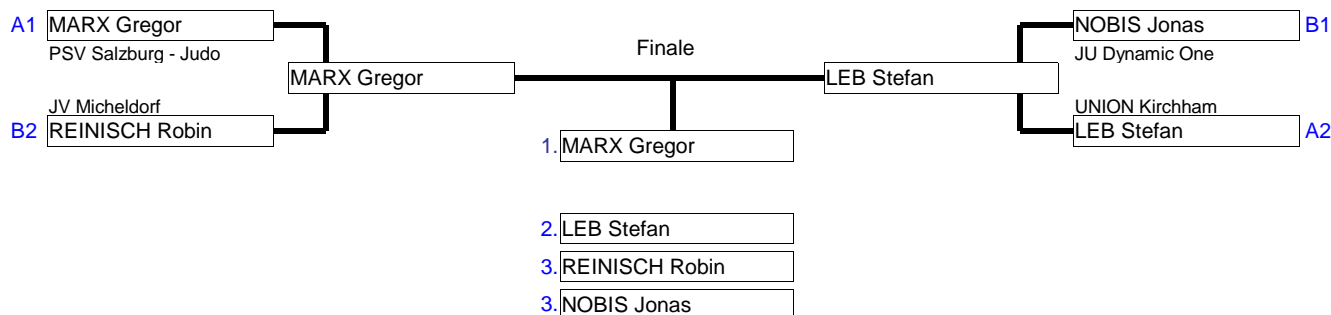 A1 MARX Gregor
PSV Salzburg - Judo
NOBIS Jonas B1
JU Dynamic One
Finale
MARX Gregor
LEB Stefan
JV Micheldorf
B2 REINISCH Robin
UNION Kirchham
LEB Stefan A2
1. MARX Gregor
2. LEB Stefan
3. REINISCH Robin
3. NOBIS Jonas